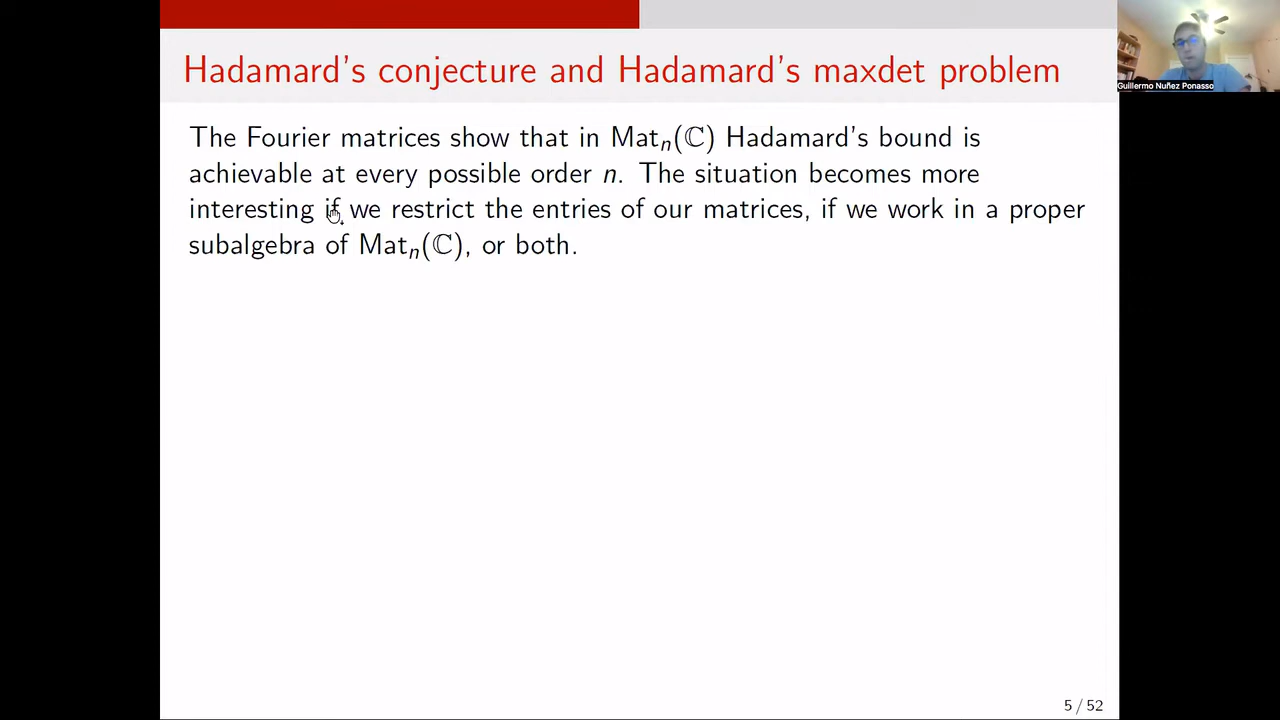 Hadamard's conjecture and Hadamard's maxdet problem
Guillermo Nuñez Ponasso
The Fourier matrices show that in Matₙ(ℂ) Hadamard's bound is
achievable at every possible order n. The situation becomes more
interesting if we restrict the entries of our matrices, if we work in a proper
subalgebra of Matₙ(ℂ), or both.
5 / 52